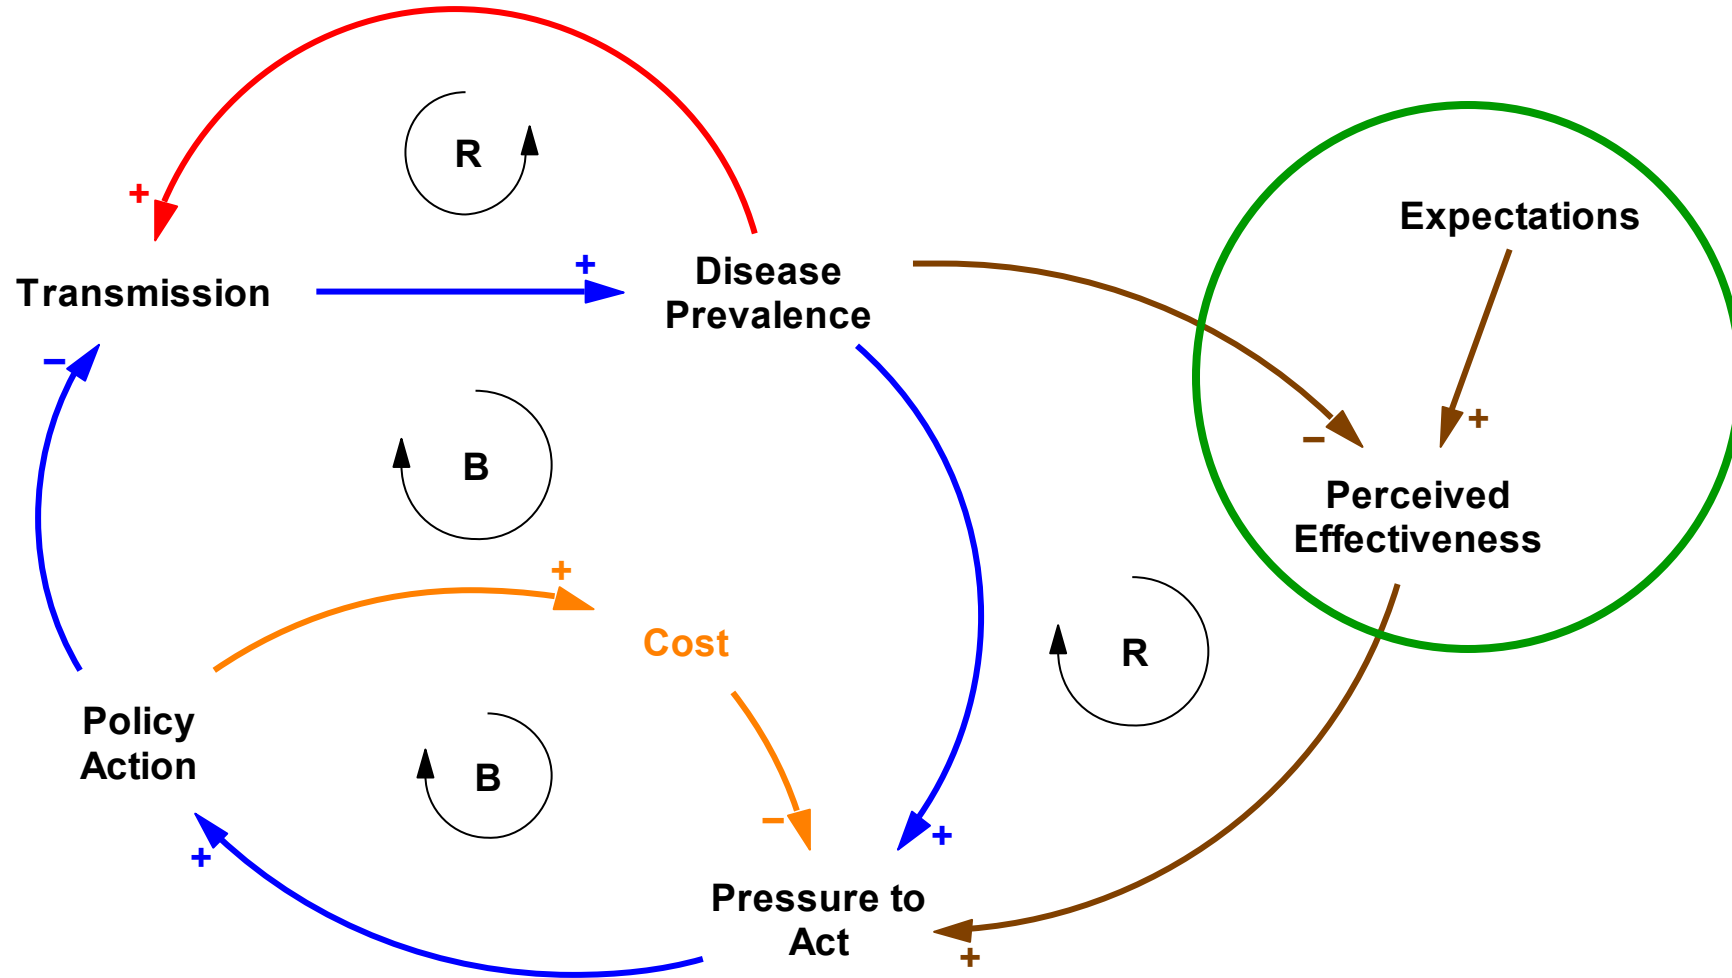 R
+
Expectations
Transmission
+
Disease
Prevalence
−
B
−
+
Perceived
Effectiveness
+
Cost
R
Policy
Action
B
−
+
+
Pressure to
Act
+